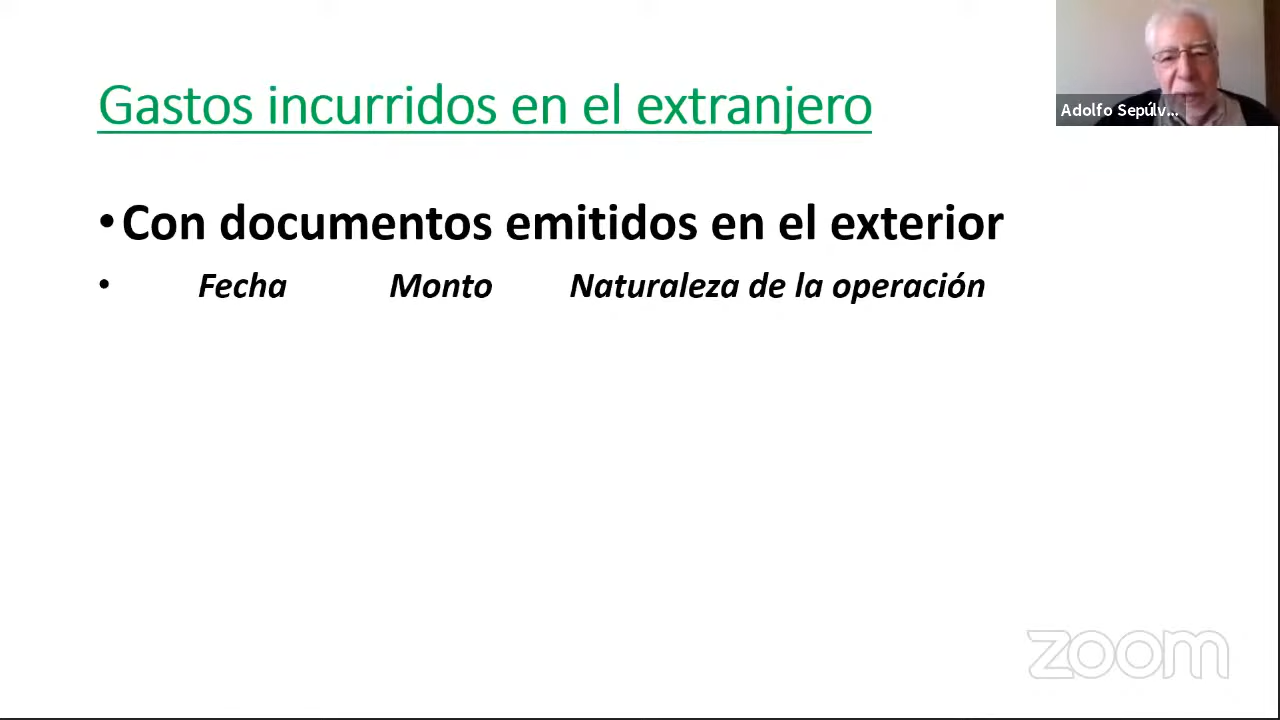 Gastos incurridos en el extranjero
Adolfo Sepúlv...
•Con documentos emitidos en el exterior
• Fecha Monto Naturaleza de la operación
zoom